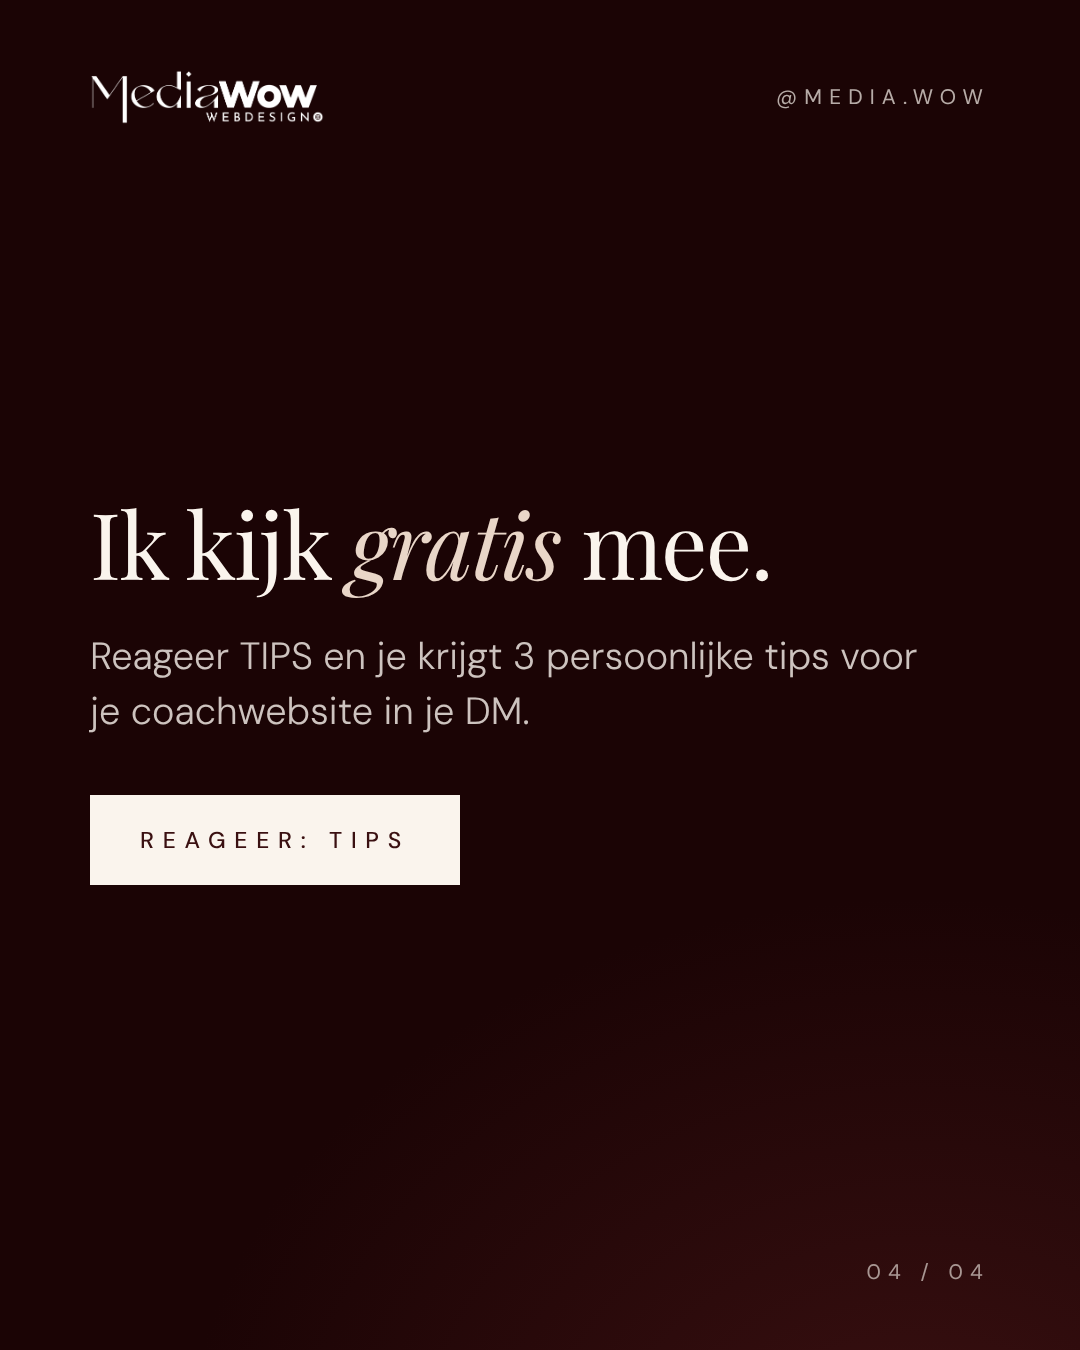 MediaWow
WEBDESIGN
@MEDIA.WOW
Ik kijk gratis mee.
Reageer TIPS en je krijgt 3 persoonlijke tips voor
je coachwebsite in je DM.
REAGEER: TIPS
04 / 04